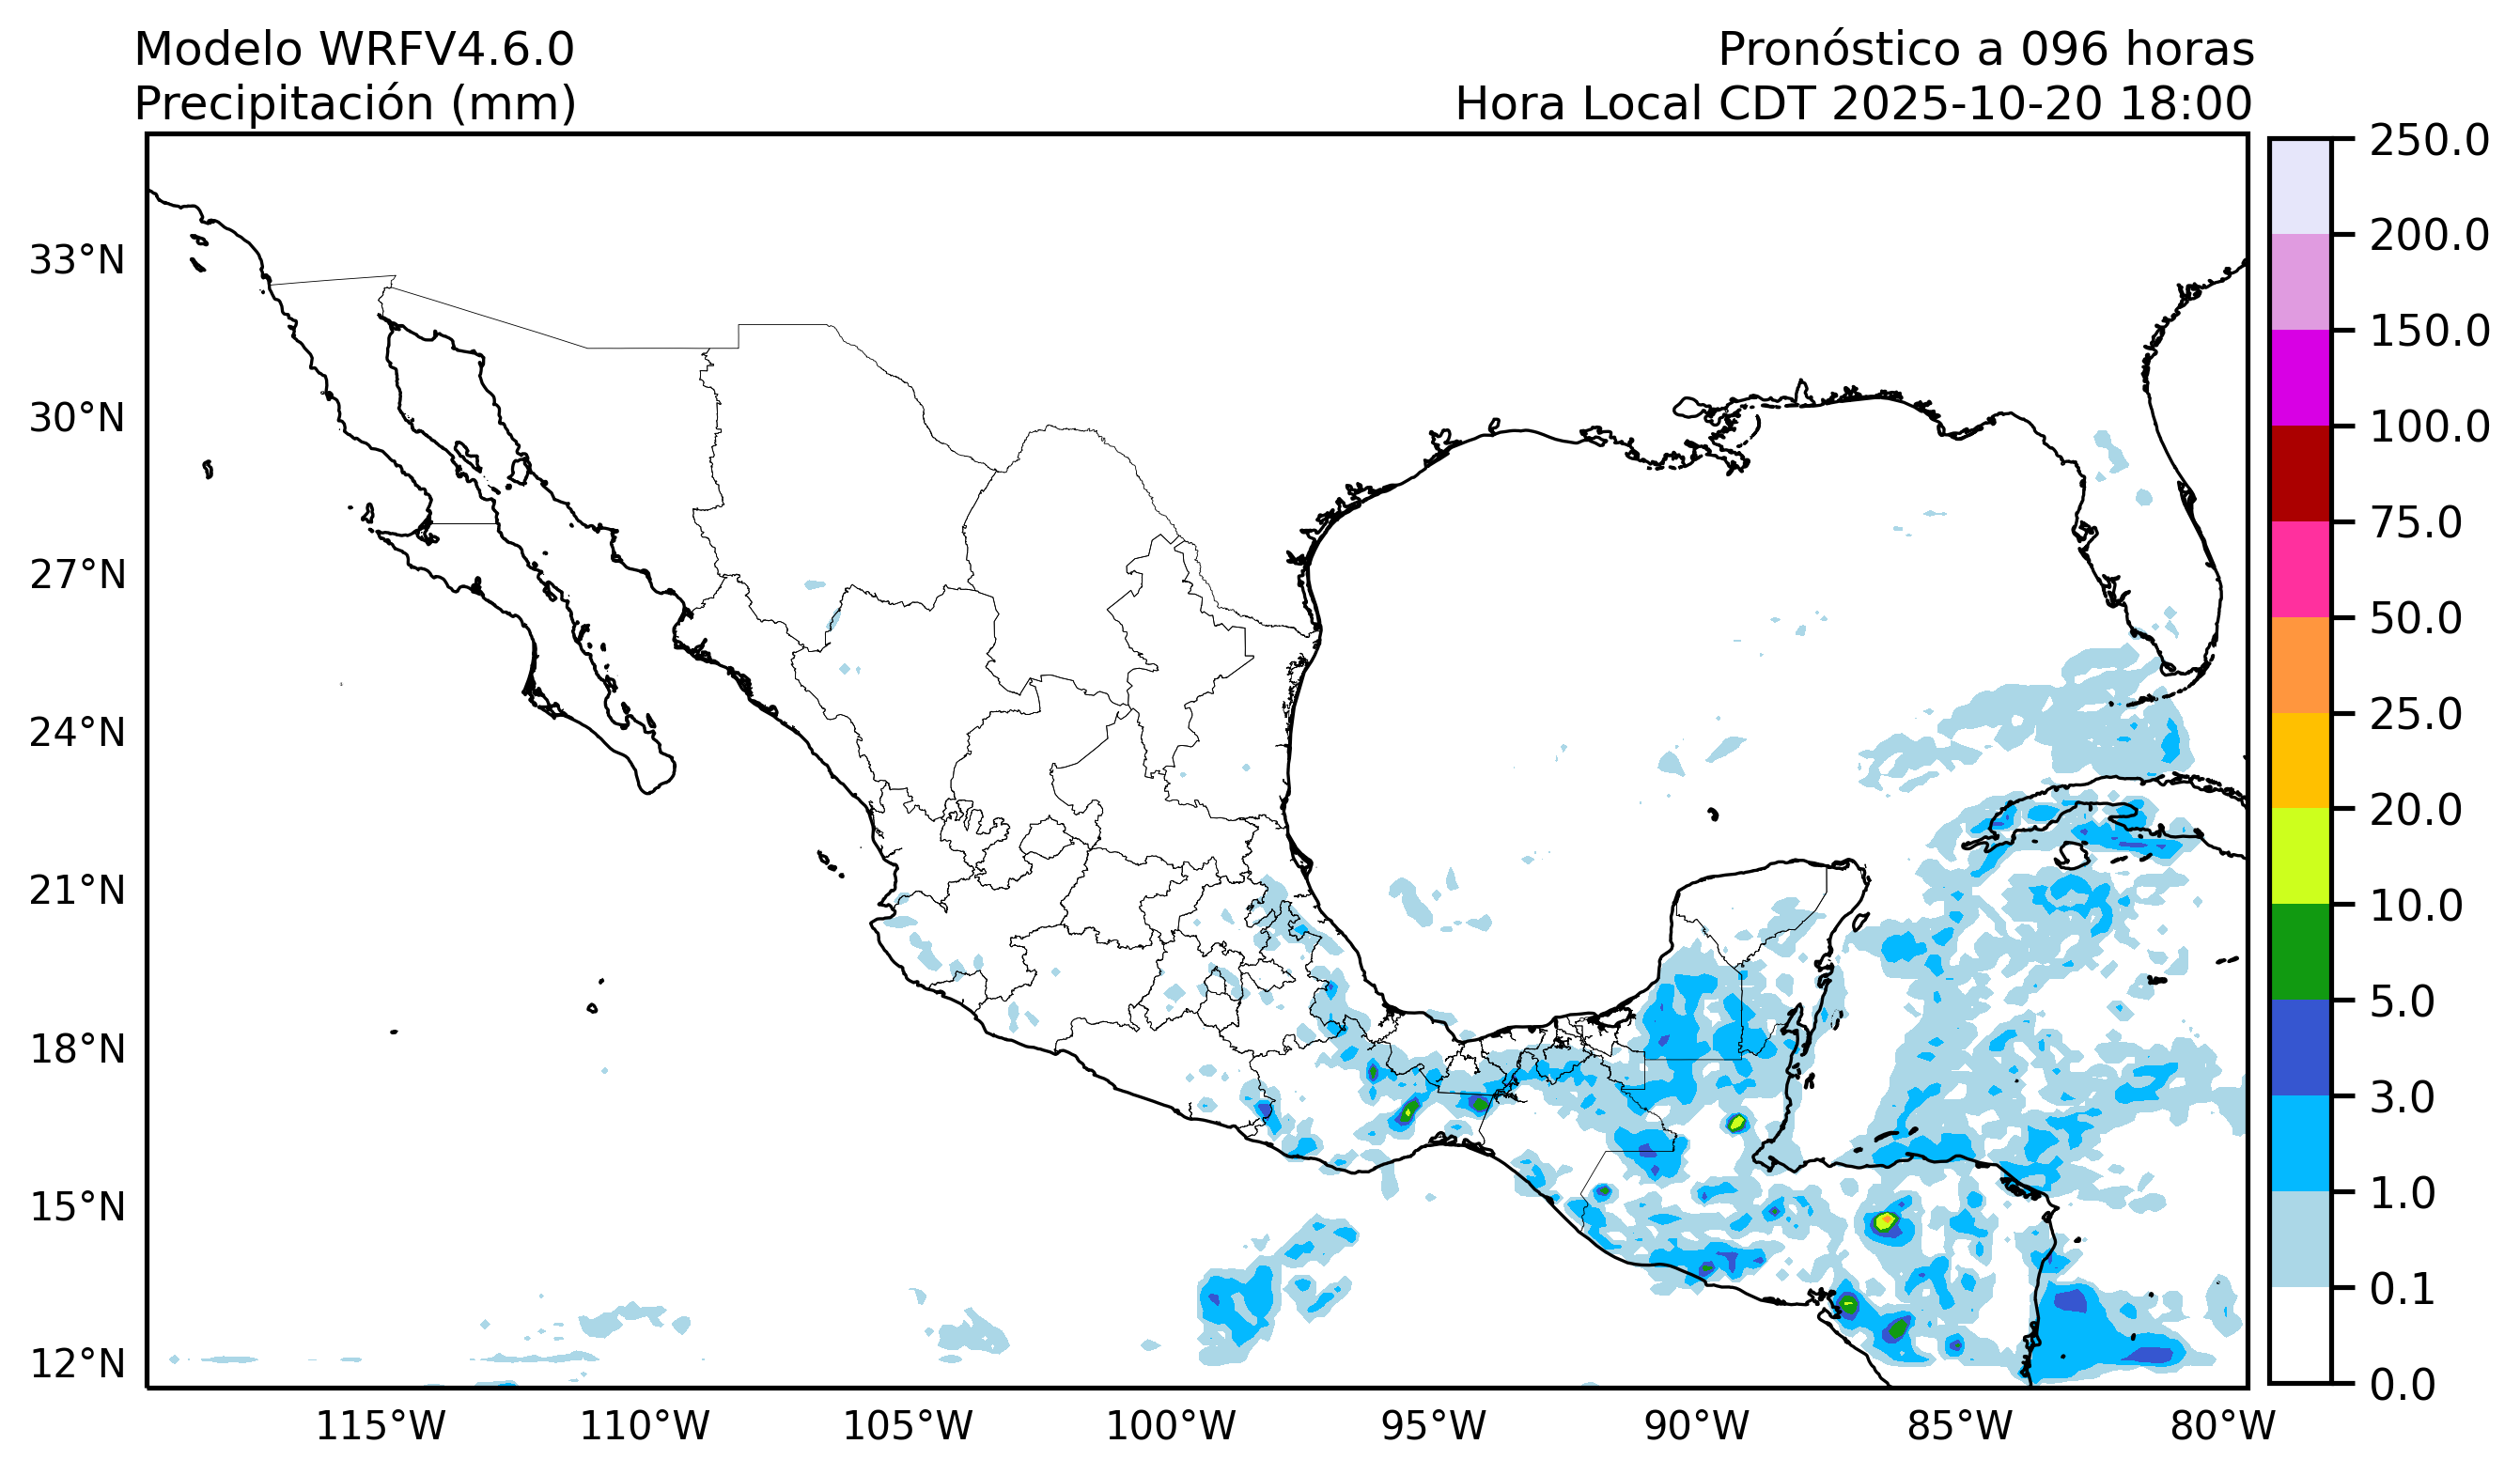 Modelo WRFV4.6.0
Precipitación (mm)
Pronóstico a 096 horas
Hora Local CDT 2025-10-20 18:00
33°N
30°N
27°N
24°N
21°N
18°N
15°N
12°N
115°W
110°W
105°W
100°W
95°W
90°W
85°W
80°W
250.0
200.0
150.0
100.0
75.0
50.0
25.0
20.0
10.0
5.0
3.0
1.0
0.1
0.0